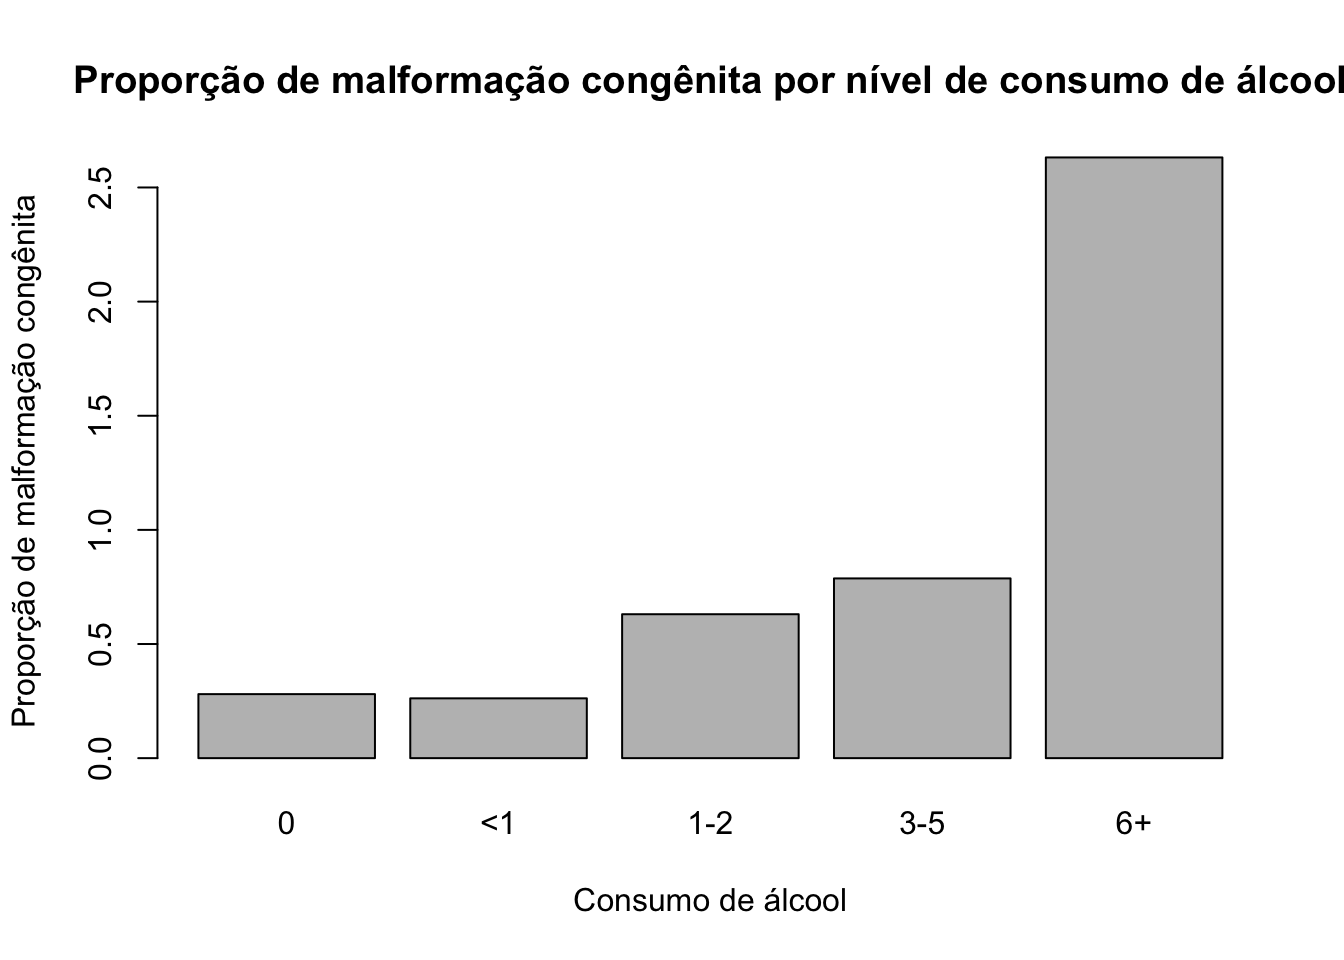 Proporção de malformação congênita por nível de consumo de álcool
Proporção de malformação congênita
2.5
2.0
1.5
1.0
0.5
0.0
0 <1 1-2 3-5 6+
Consumo de álcool